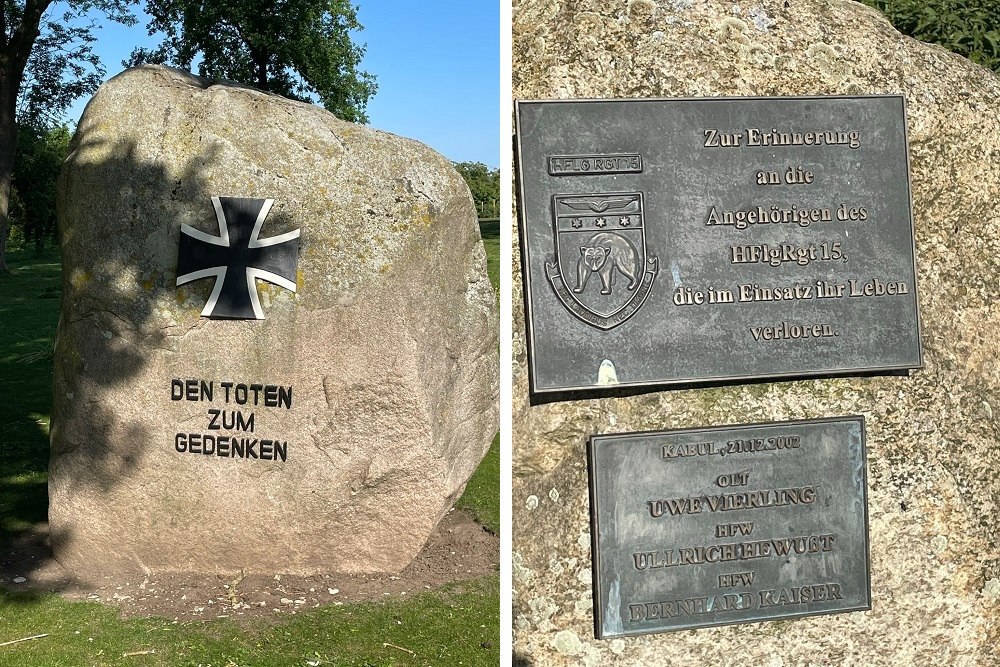 DEN TOTEN
ZUM
GEDENKEN
HFLG RGT 15
Zur Erinnerung
an die
Angehörigen des
HFlgRgt 15,
die im Einsatz ihr Leben
verloren.
KABUL, 21.12.2002
OLT
UWE VIERLING
HFW
ULLRICH HEWUßT
HFW
BERNHARD KAISER